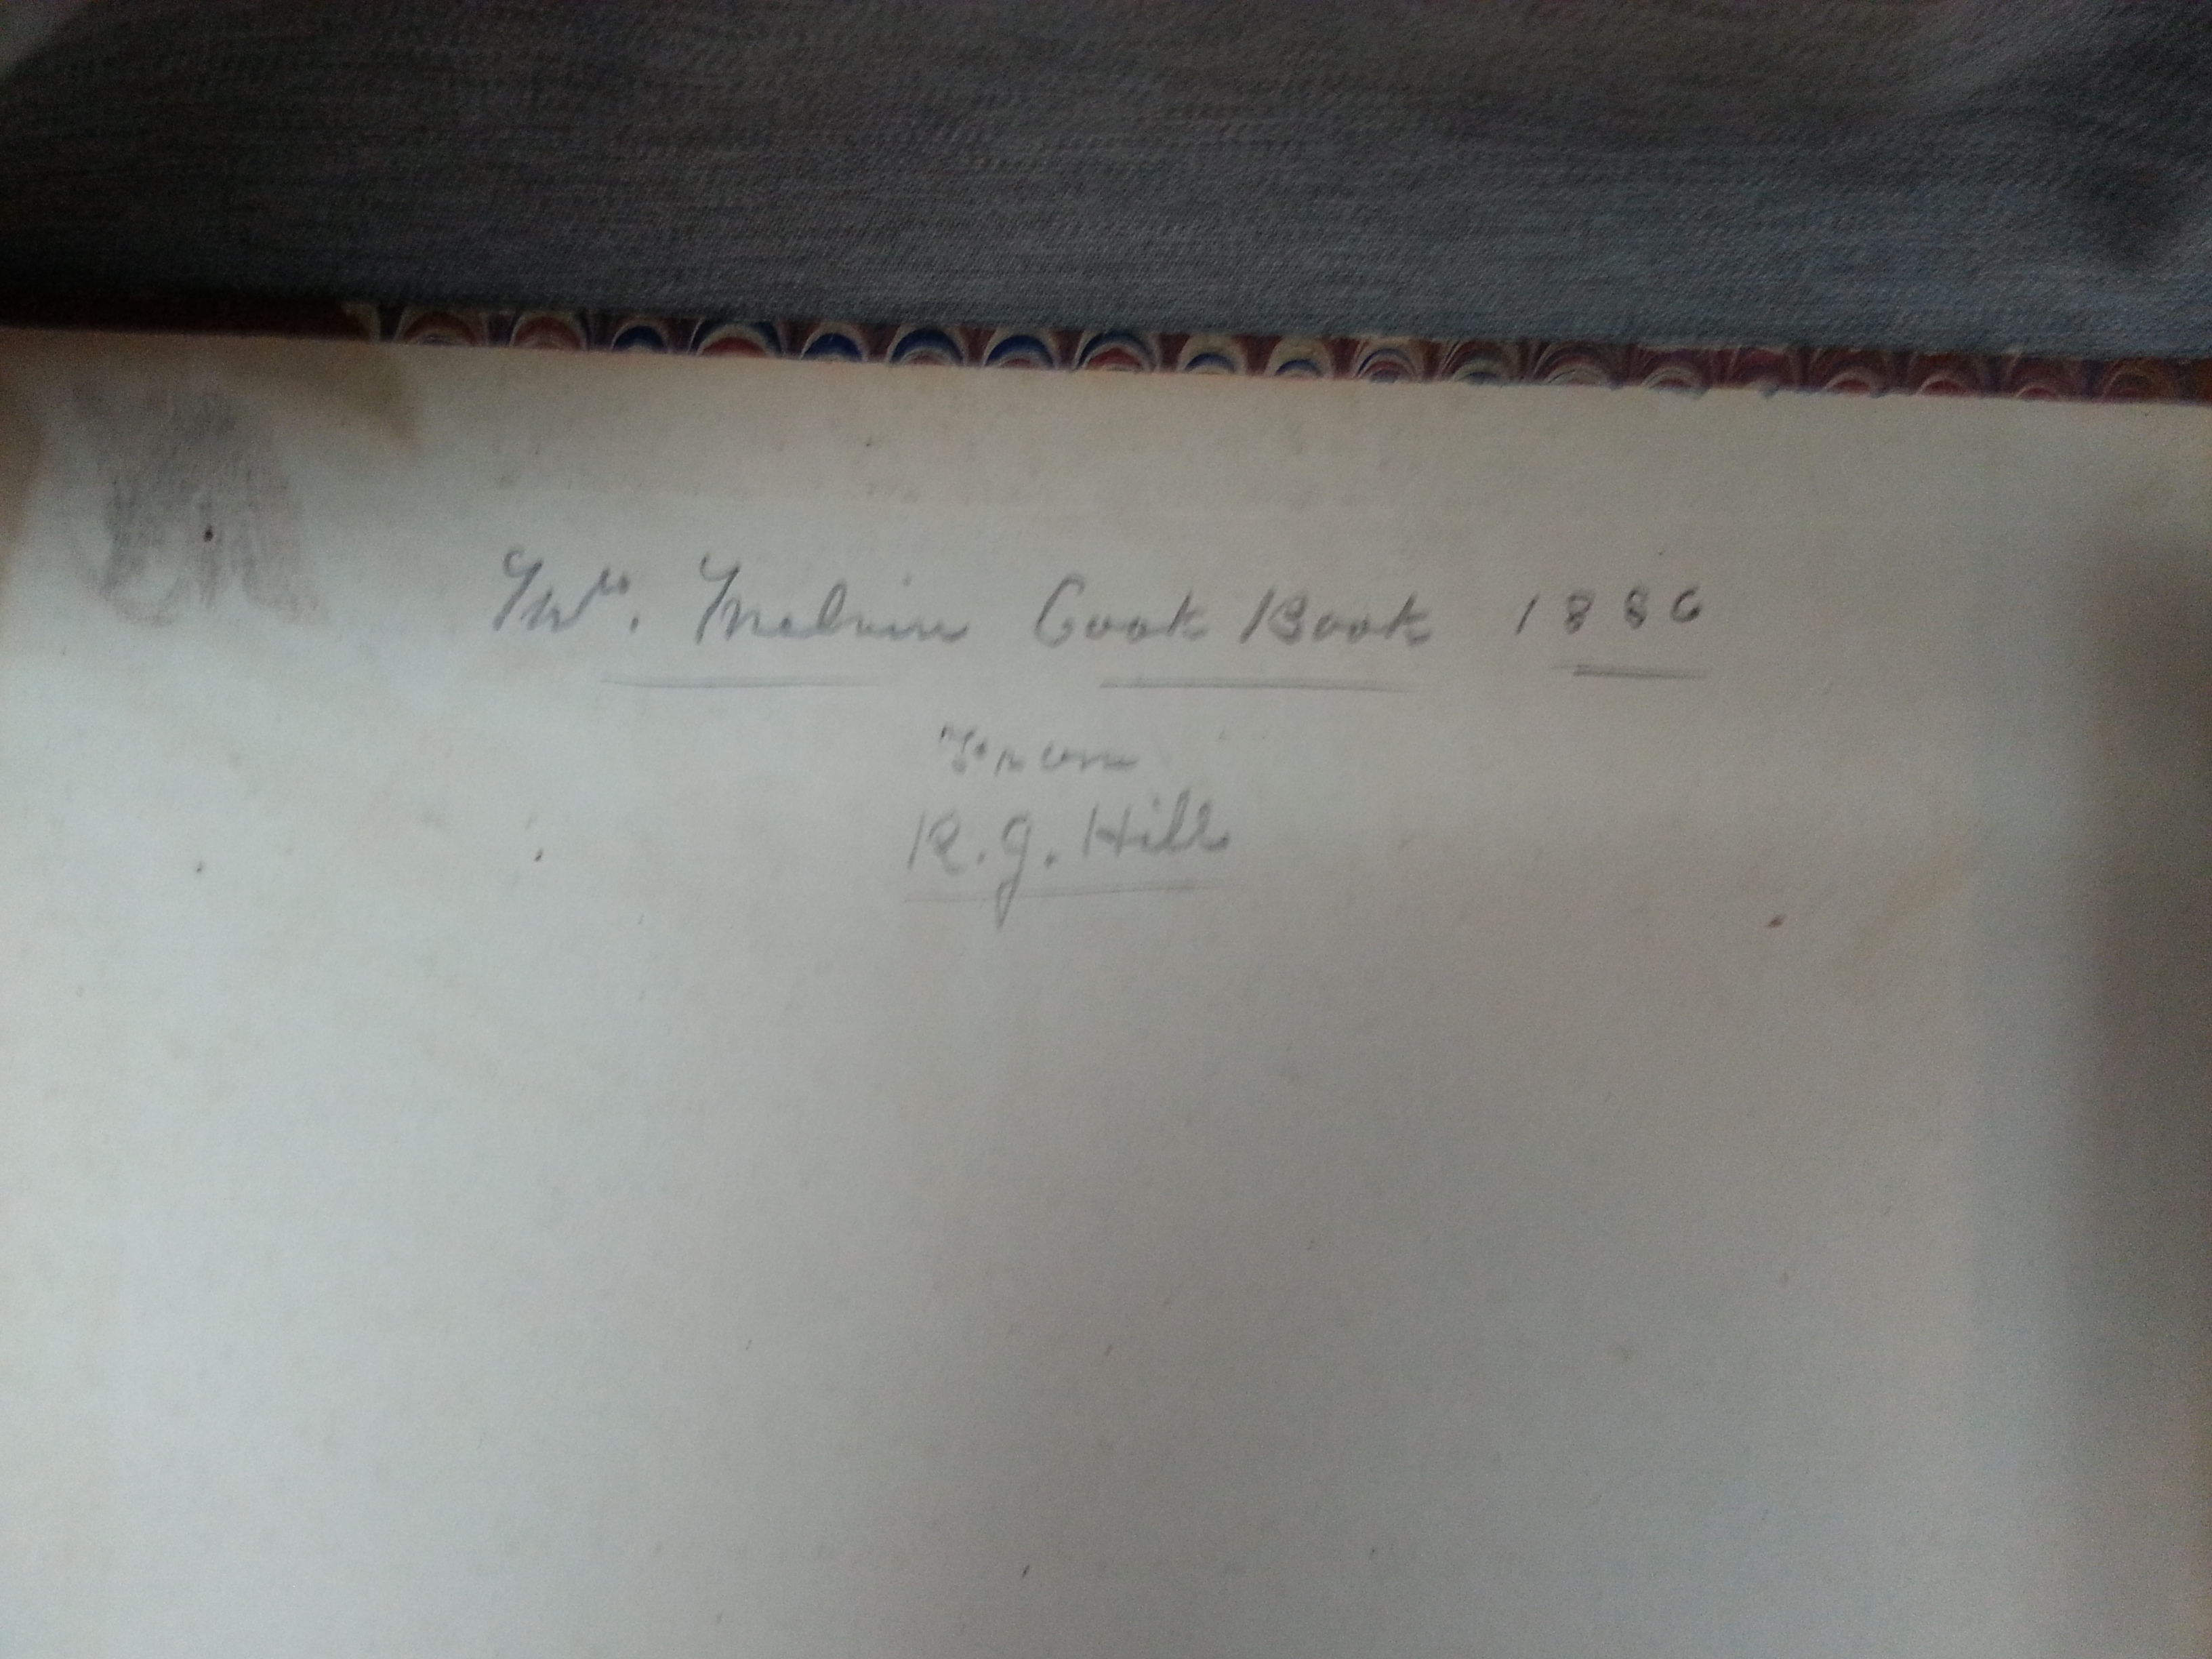 Mrs. Melvin Cook Book 1886
From
R.J. Hill